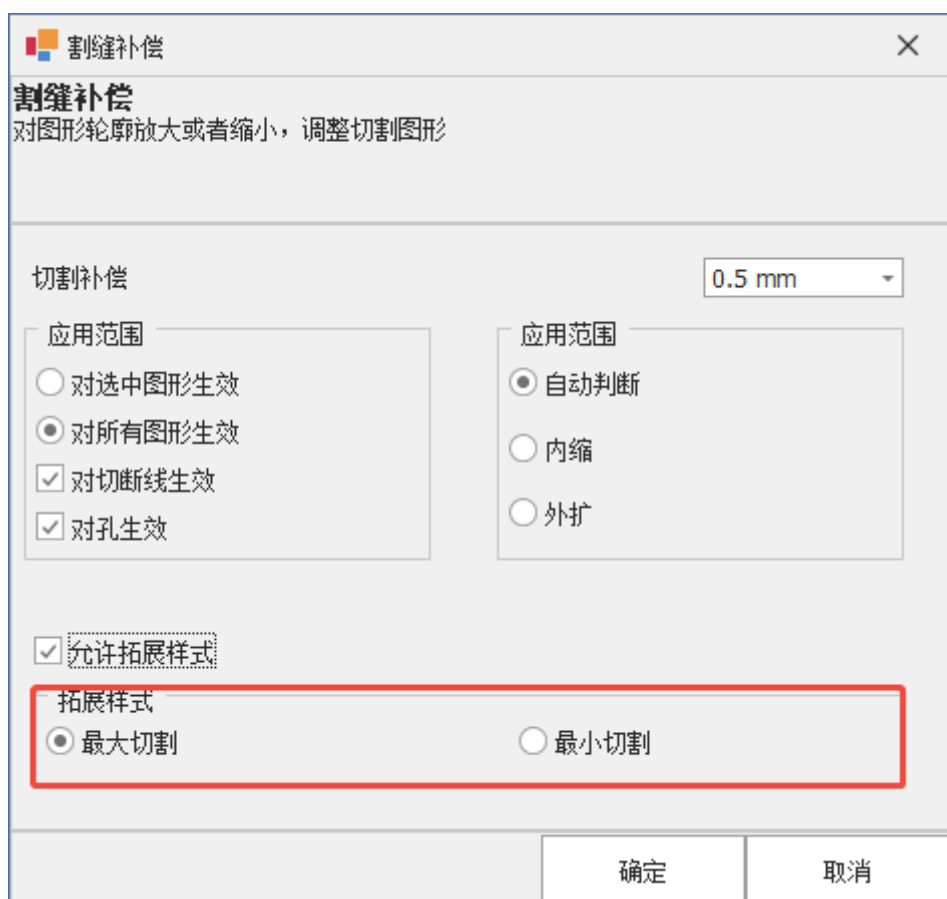 割缝补偿
割缝补偿
对图形轮廓放大或者缩小，调整切割图形
切割补偿
0.5 mm
应用范围
对选中图形生效
对所有图形生效
对切断线生效
对孔生效
应用范围
自动判断
内缩
外扩
允许拓展样式
拓展样式
最大切割
最小切割
确定
取消